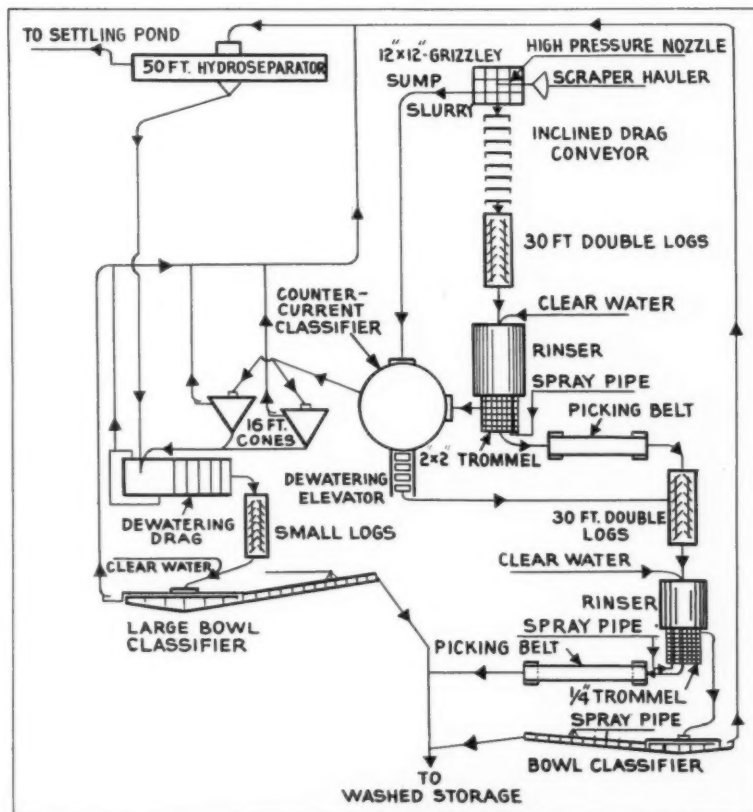 TO SETTLING POND
50 FT. HYDROSEPARATOR
12"×12"-GRIZZLEY
HIGH PRESSURE NOZZLE
SUMP
SCRAPER HAULER
SLURRY
INCLINED DRAG
CONVEYOR
30 FT DOUBLE LOGS
COUNTER-
CURRENT
CLASSIFIER
CLEAR WATER
RINSER
SPRAY PIPE
PICKING BELT
16 FT.
CONES
2"×2" TROMMEL
DEWATERING
ELEVATOR
DEWATERING
DRAG
SMALL LOGS
30 FT. DOUBLE
LOGS
CLEAR WATER
CLEAR WATER
RINSER
LARGE BOWL
CLASSIFIER
SPRAY PIPE
PICKING BELT
1/4" TROMMEL
SPRAY PIPE
BOWL CLASSIFIER
TO
WASHED STORAGE